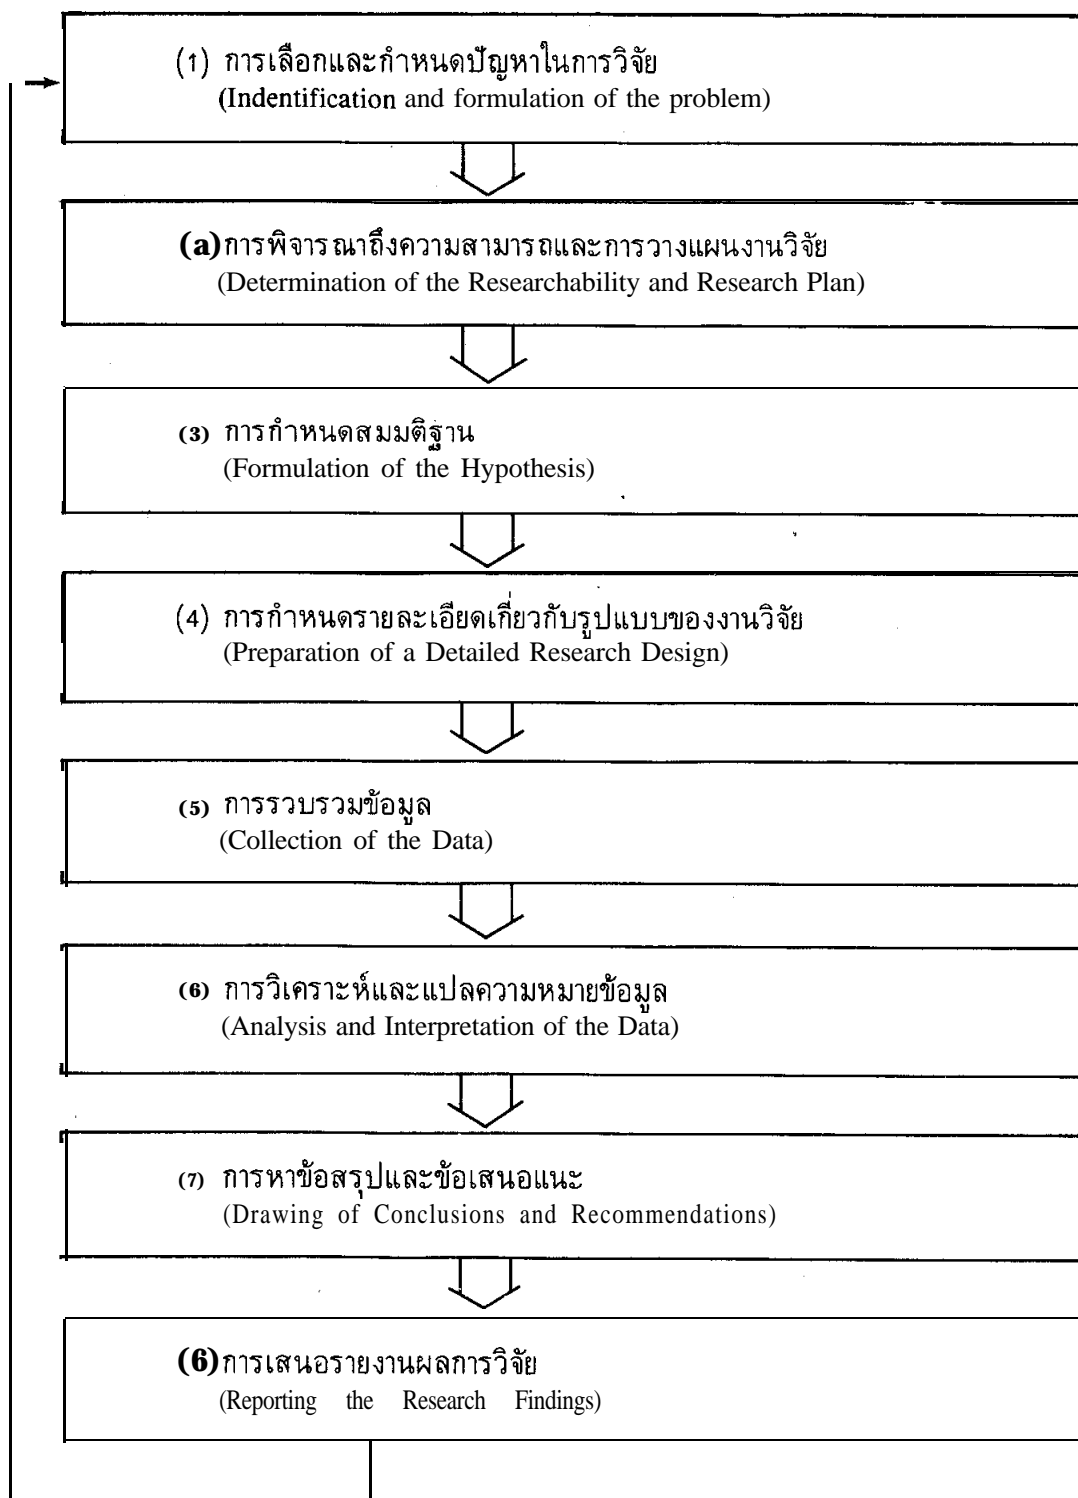 (1) การเลือกและกำหนดปัญหาในการวิจัย
(Indentification and formulation of the problem)
(a) การพิจารณาถึงความสามารถและการวางแผนงานวิจัย
(Determination of the Researchability and Research Plan)
(3) การกำหนดสมมติฐาน
(Formulation of the Hypothesis)
(4) การกำหนดรายละเอียดเกี่ยวกับรูปแบบของงานวิจัย
(Preparation of a Detailed Research Design)
(5) การรวบรวมข้อมูล
(Collection of the Data)
(6) การวิเคราะห์และแปลความหมายข้อมูล
(Analysis and Interpretation of the Data)
(7) การหาข้อสรุปและข้อเสนอแนะ
(Drawing of Conclusions and Recommendations)
(6) การเสนอรายงานผลการวิจัย
(Reporting the Research Findings)